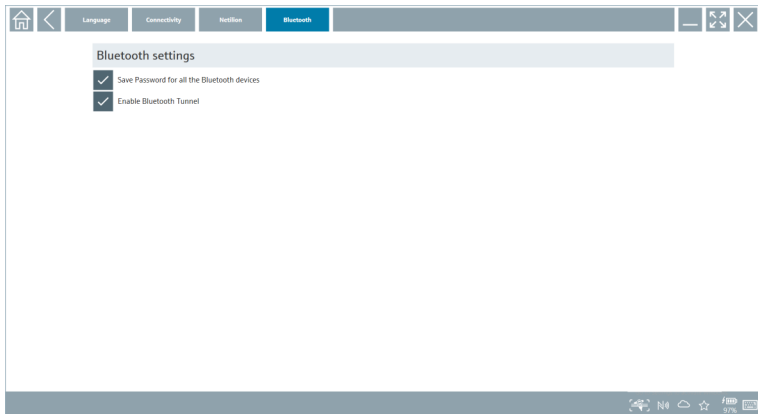 Language Connectivity Netilion Bluetooth
Bluetooth settings
Save Password for all the Bluetooth devices
Enable Bluetooth Tunnel
97%